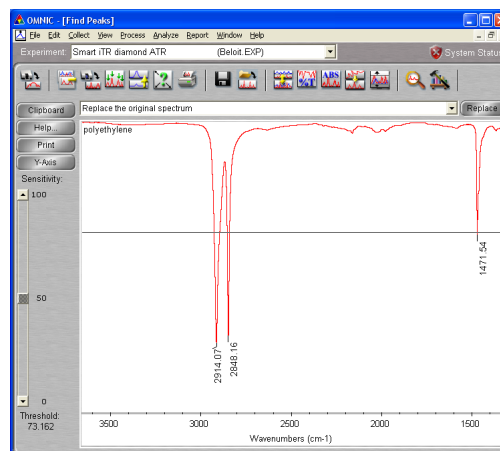 OMNIC - [Find Peaks]
File Edit Collect View Process Analyze Report Window Help
Experiment: Smart iTR diamond ATR (Beloit.EXP) System Status
ABS
Clipboard Replace the original spectrum Replace
Help...
Print
Y-Axis
Sensitivity:
100
50
0
Threshold:
73.162
polyethylene
2914.07
2848.16
1471.54
3500 3000 2500 2000 1500
Wavenumbers (cm-1)